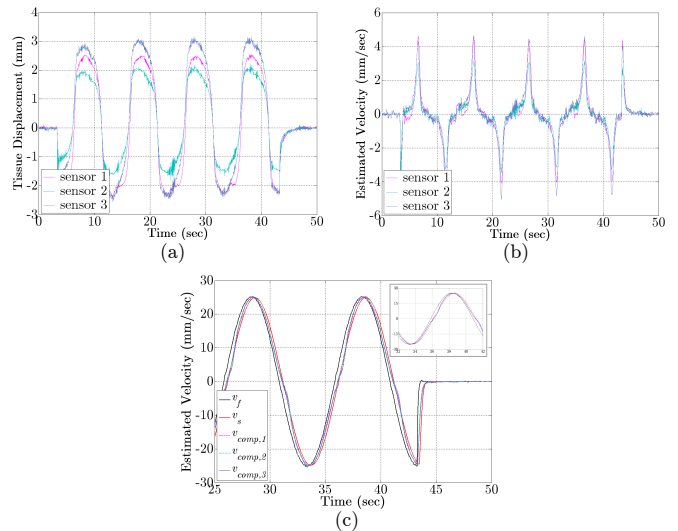 4
3
2
1
0
-1
-2
-3
Tissue Displacement (mm)
sensor 1
sensor 2
sensor 3
0 10 20 30 40 50
Time (sec)
(a)
6
4
2
0
-2
-4
-6
Estimated Velocity (mm/sec)
sensor 1
sensor 2
sensor 3
0 10 20 30 40 50
Time (sec)
(b)
30
20
10
0
-10
-20
-30
Estimated Velocity (mm/sec)
v_f
v_s
v_comp,1
v_comp,2
v_comp,3
25 30 35 40 45 50
Time (sec)
(c)